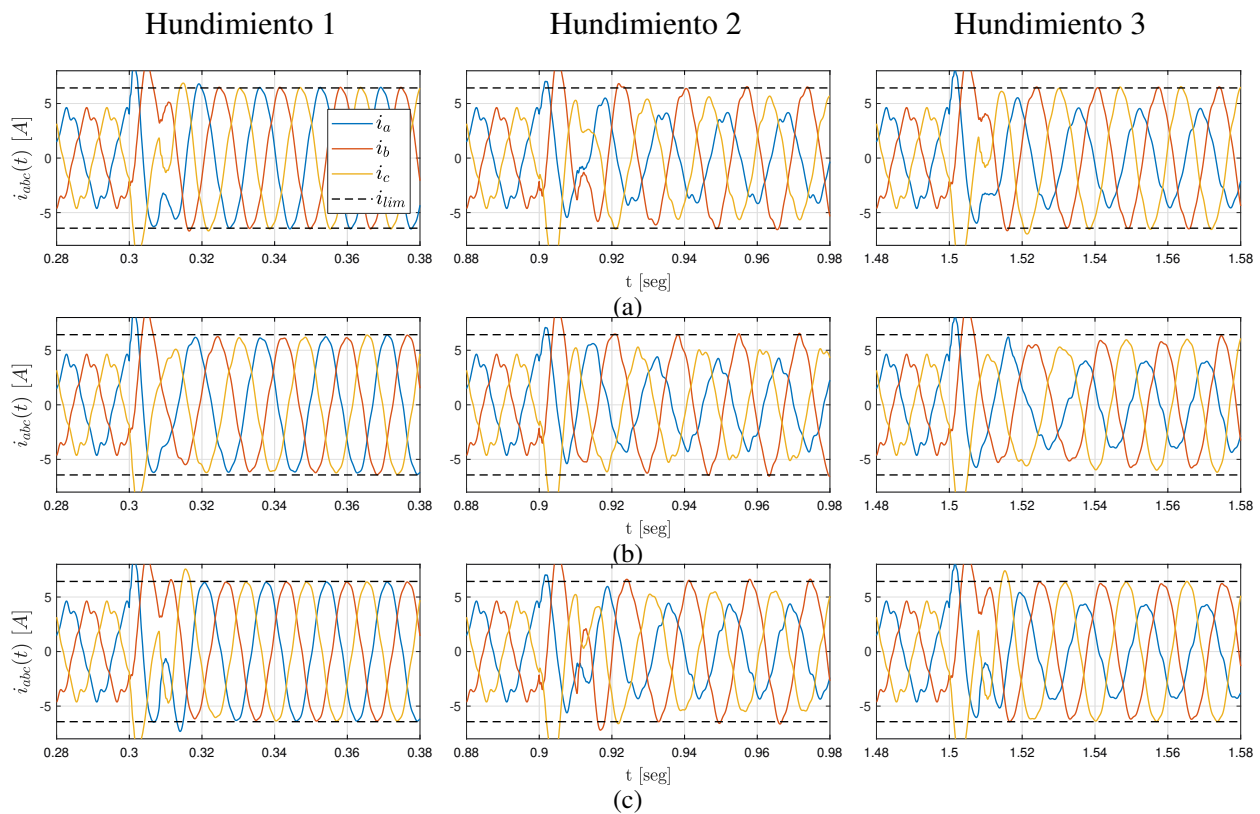 Hundimiento 1 Hundimiento 2 Hundimiento 3
i_abc(t) [A]
5
0
-5
i_a
i_b
i_c
i_lim
0.28 0.3 0.32 0.34 0.36 0.38
0.88 0.9 0.92 0.94 0.96 0.98
1.48 1.5 1.52 1.54 1.56 1.58
t [seg]
(a)
i_abc(t) [A]
5
0
-5
0.28 0.3 0.32 0.34 0.36 0.38
0.88 0.9 0.92 0.94 0.96 0.98
1.48 1.5 1.52 1.54 1.56 1.58
t [seg]
(b)
i_abc(t) [A]
5
0
-5
0.28 0.3 0.32 0.34 0.36 0.38
0.88 0.9 0.92 0.94 0.96 0.98
1.48 1.5 1.52 1.54 1.56 1.58
t [seg]
(c)